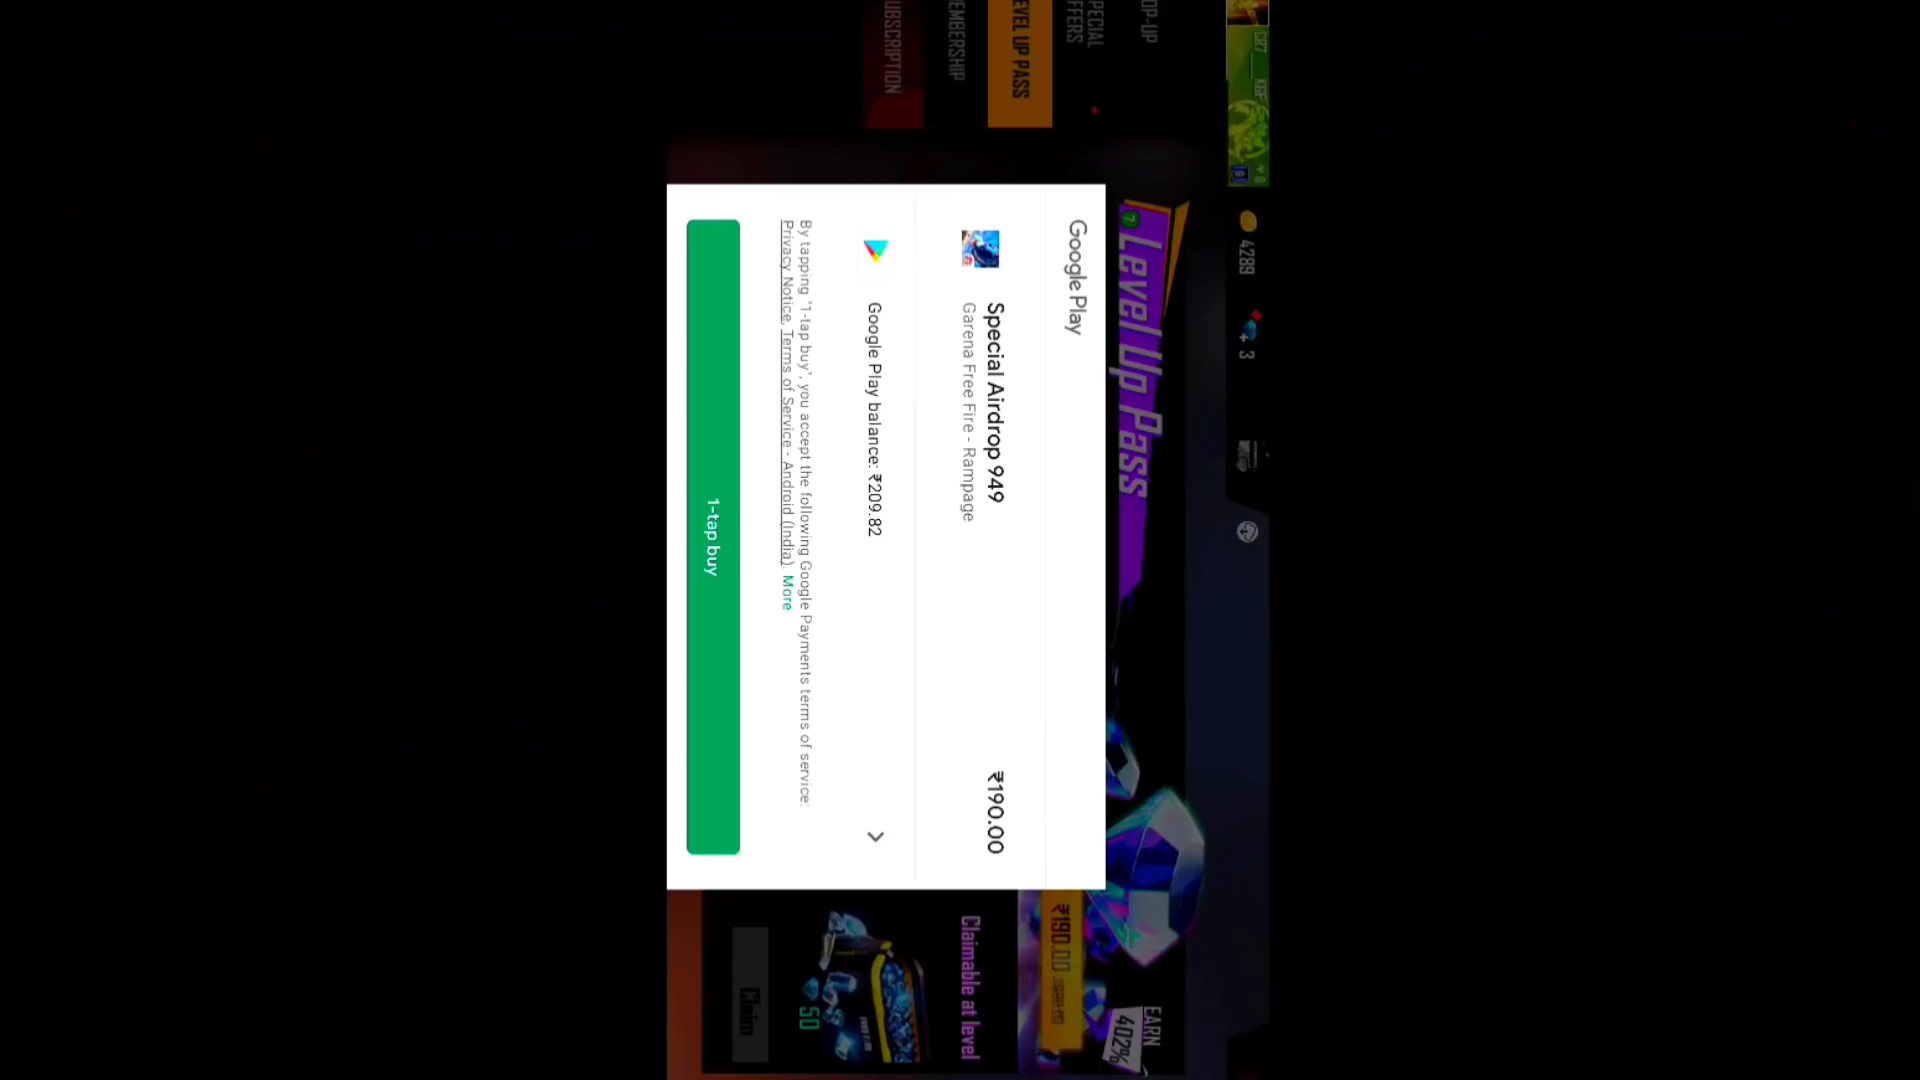 CR7
4289
+ 3
SPECIAL
LEVEL UP PASS
Level Up Pass
Google Play
Special Airdrop 949
₹190.00
Garena Free Fire - Rampage
Google Play balance: ₹209.82
By tapping "1-tap buy", you accept the following Google Payments terms of service:
Privacy Notice, Terms of Service - Android (India). More
1-tap buy
EARN
402%
₹190.00
Claimable at level
50
Claim